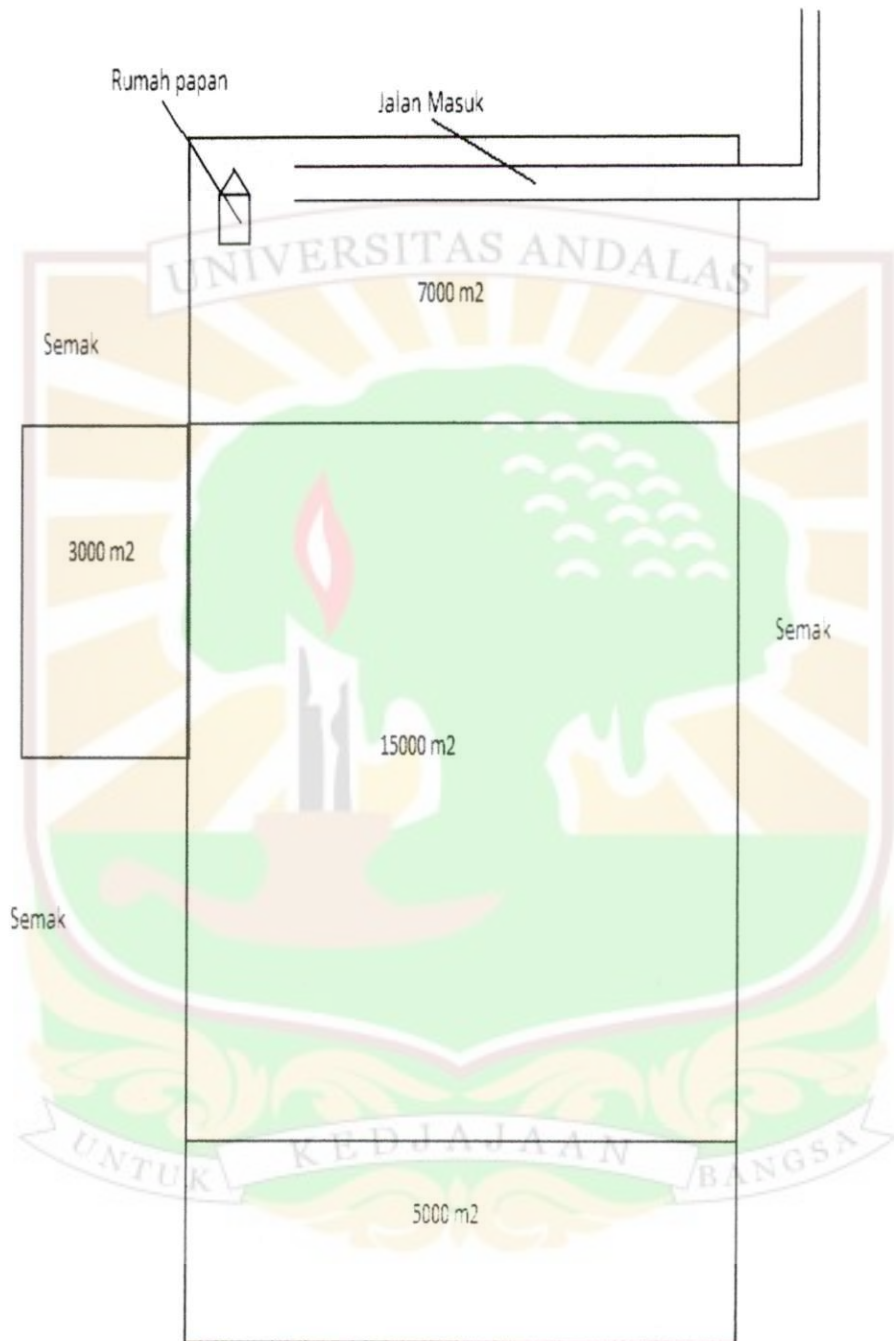 Rumah papan
Jalan Masuk
UNIVERSITAS ANDALAS
7000 m2
Semak
3000 m2
Semak
15000 m2
Semak
UNTUK KEDJAJAAN BANGSA
5000 m2